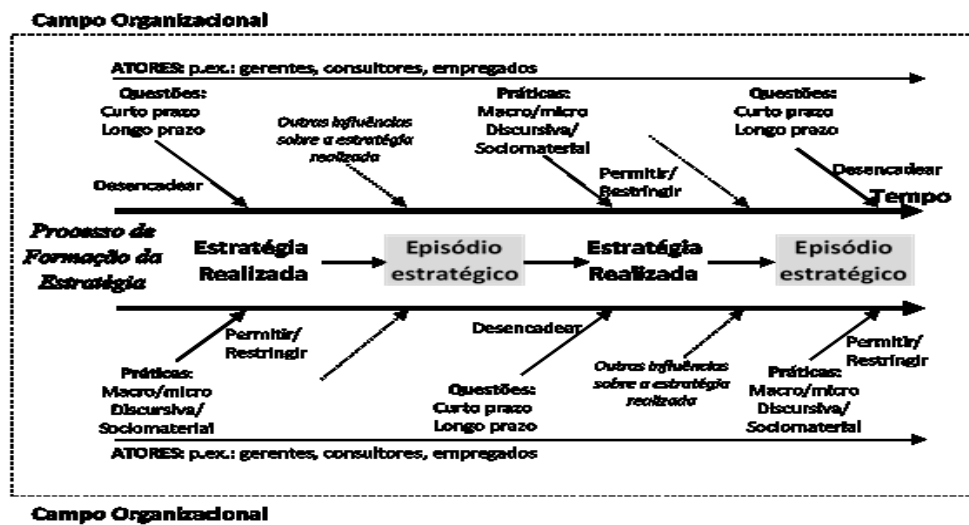 Campo Organizacional
ATORES: p.ex.: gerentes, consultores, empregados
Questões:
Curto prazo
Longo prazo
Desencadear
Outras influências
sobre a estratégia
realizada
Práticas:
Macro/micro
Discursiva/
Sociomaterial
Permitir/
Restringir
Questões:
Curto prazo
Longo prazo
Desencadear
Tempo
Processo de
Formação da
Estratégia
Estratégia
Realizada
Episódio
estratégico
Estratégia
Realizada
Episódio
estratégico
Permitir/
Restringir
Práticas:
Macro/micro
Discursiva/
Sociomaterial
Desencadear
Questões:
Curto prazo
Longo prazo
Outras influências
sobre a estratégia
realizada
Permitir/
Restringir
Práticas:
Macro/micro
Discursiva/
Sociomaterial
ATORES: p.ex.: gerentes, consultores, empregados
Campo Organizacional